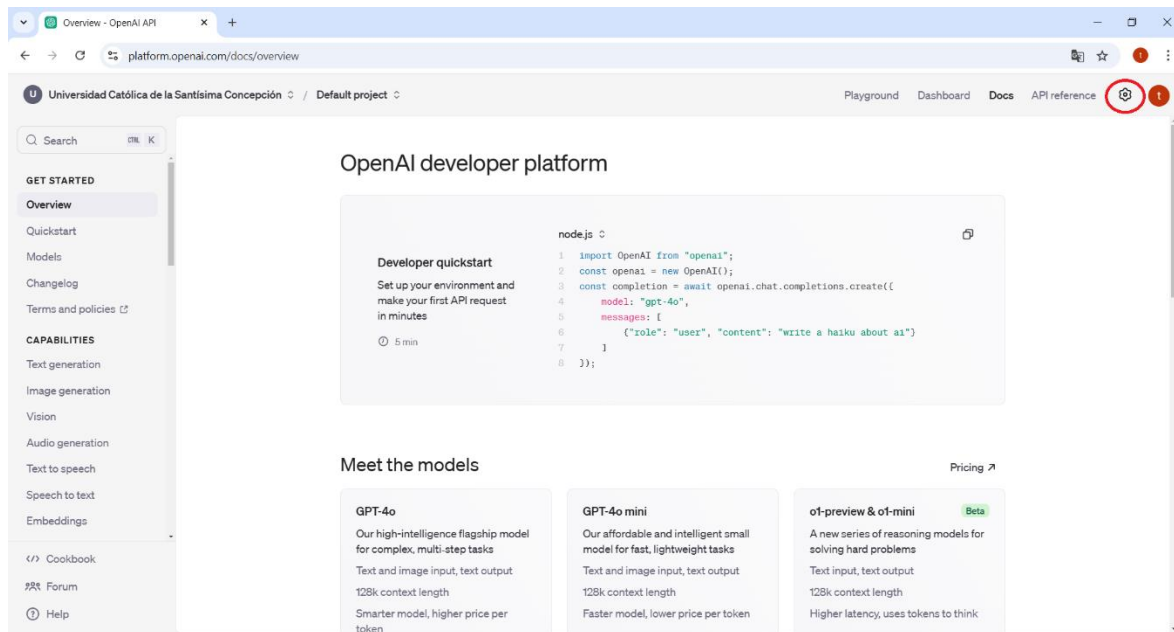 Overview - OpenAI API
platform.openai.com/docs/overview
t
U Universidad Católica de la Santísima Concepción / Default project
Playground Dashboard Docs API reference t
Search CTRL K
GET STARTED
Overview
Quickstart
Models
Changelog
Terms and policies
CAPABILITIES
Text generation
Image generation
Vision
Audio generation
Text to speech
Speech to text
Embeddings
Cookbook
Forum
Help
OpenAI developer platform
Developer quickstart
Set up your environment and
make your first API request
in minutes
5 min
node.js
1 import OpenAI from "openai";
2 const openai = new OpenAI();
3 const completion = await openai.chat.completions.create({
4 model: "gpt-4o",
5 messages: [
6 {"role": "user", "content": "write a haiku about ai"}
7 ]
8 });
Meet the models
Pricing
GPT-4o
Our high-intelligence flagship model
for complex, multi-step tasks
Text and image input, text output
128k context length
Smarter model, higher price per
token
GPT-4o mini
Our affordable and intelligent small
model for fast, lightweight tasks
Text and image input, text output
128k context length
Faster model, lower price per token
o1-preview & o1-mini Beta
A new series of reasoning models for
solving hard problems
Text input, text output
128k context length
Higher latency, uses tokens to think